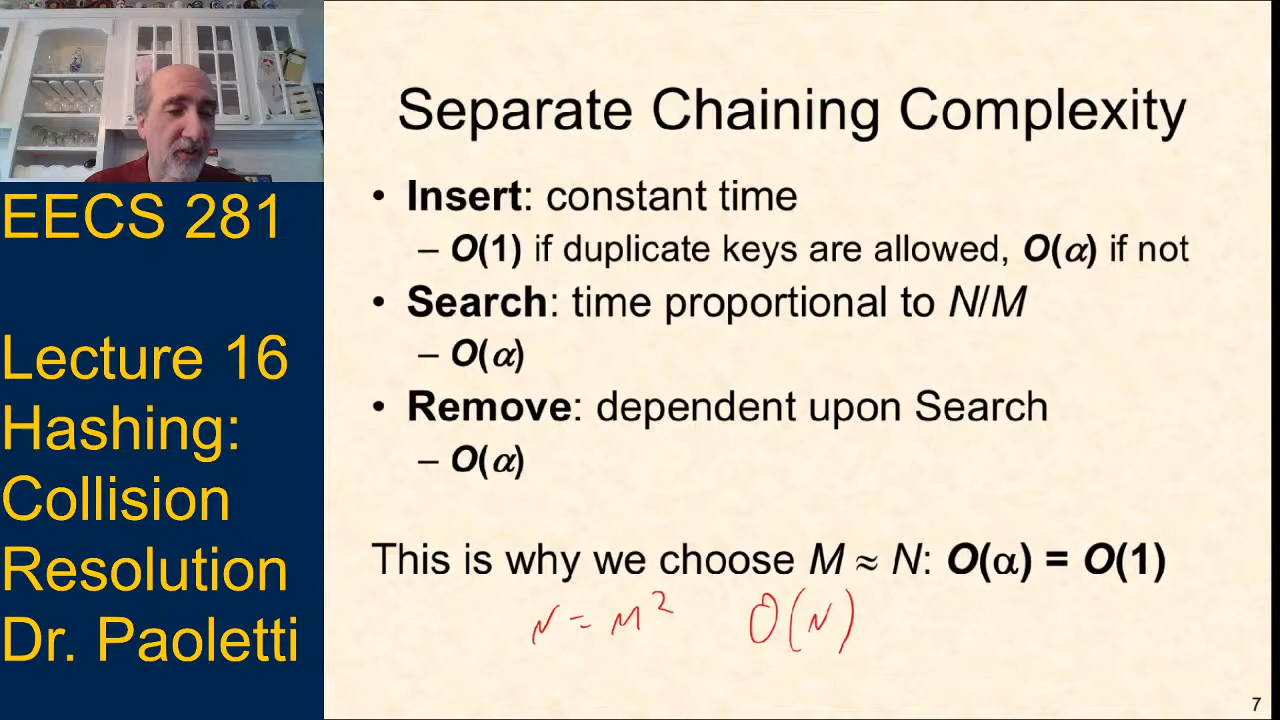 EECS 281
Lecture 16
Hashing:
Collision
Resolution
Dr. Paoletti
Separate Chaining Complexity
• Insert: constant time
– O(1) if duplicate keys are allowed, O(α) if not
• Search: time proportional to N/M
– O(α)
• Remove: dependent upon Search
– O(α)
This is why we choose M ≈ N: O(α) = O(1)
N = M² O(N)
7